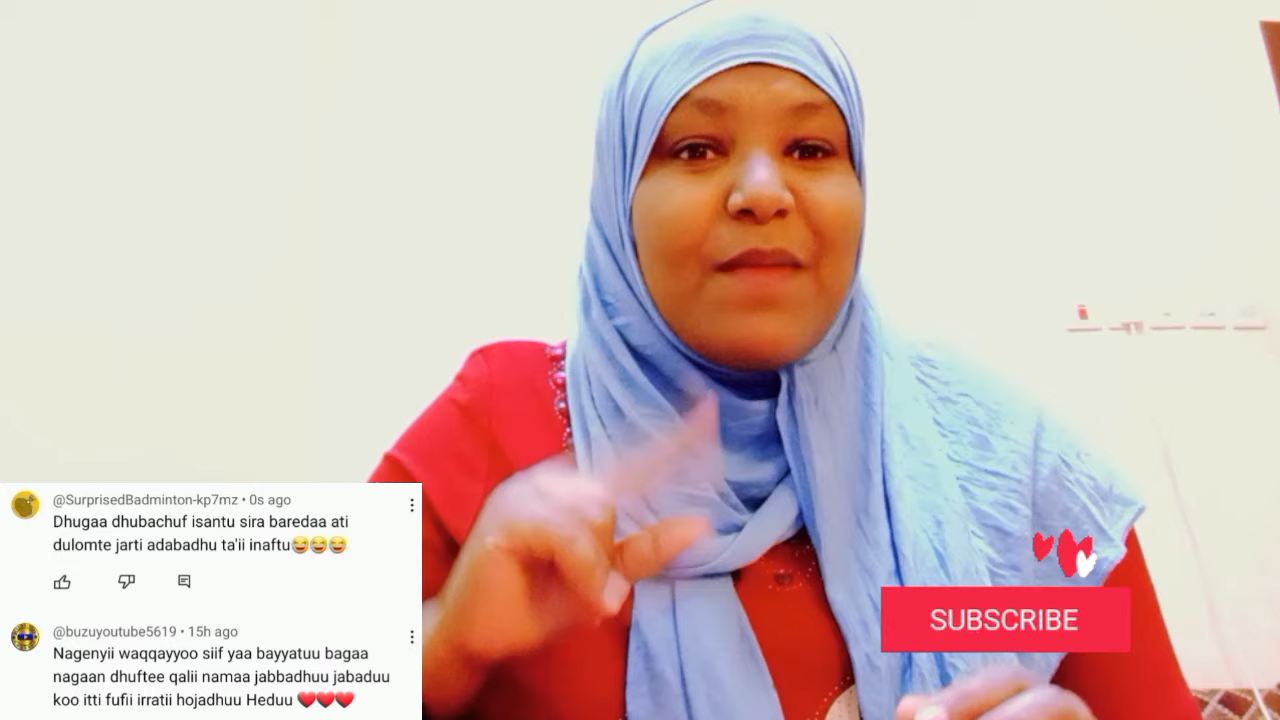 @SurprisedBadminton-kp7mz • 0s ago
Dhugaa dhubachuf isantu sira baredaa ati
dulomte jarti adabadhu ta'ii inaftu😂😂😂
@buzuyoutube5619 • 15h ago
Nagenyii waqqayyoo siif yaa bayyatuu bagaa
nagaan dhuftee qalii namaa jabbadhuu jabaduu
koo itti fufii irratii hojadhuu Heduu ❤️❤️❤️
SUBSCRIBE